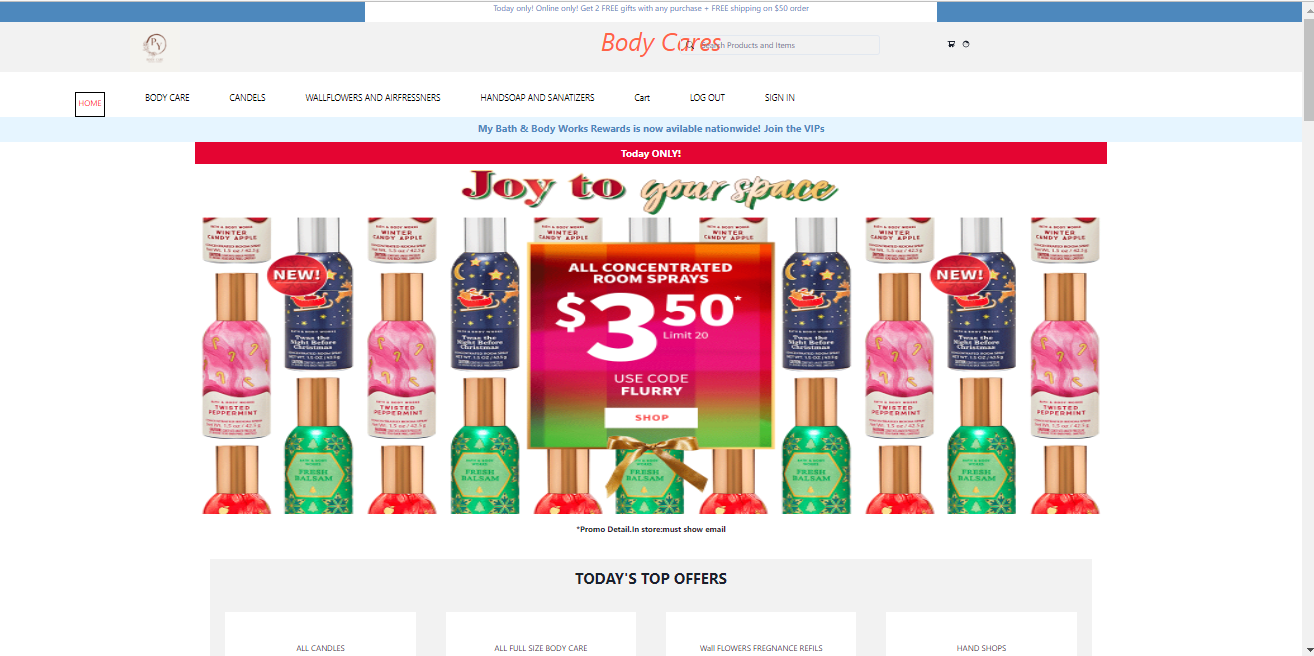 Today only! Online only! Get 2 FREE gifts with any purchase + FREE shipping on $50 order
PY
Body Cares
Search Products and Items
HOME
BODY CARE
CANDELS
WALLFLOWERS AND AIRFRESSNERS
HANDSOAP AND SANATIZERS
Cart
LOG OUT
SIGN IN
My Bath & Body Works Rewards is now avilable nationwide! Join the VIPs
Today ONLY!
Joy to your space
WINTER
CANDY APPLE
NEW!
NEW!
ALL CONCENTRATED
ROOM SPRAYS
$3.50*
Limit 20
USE CODE
FLURRY
SHOP
Twas the
Night Before
Christmas
TWISTED
PEPPERMINT
FRESH
BALSAM
*Promo Detail.In store:must show email
TODAY'S TOP OFFERS
ALL CANDLES
ALL FULL SIZE BODY CARE
Wall FLOWERS FREGNANCE REFILS
HAND SHOPS